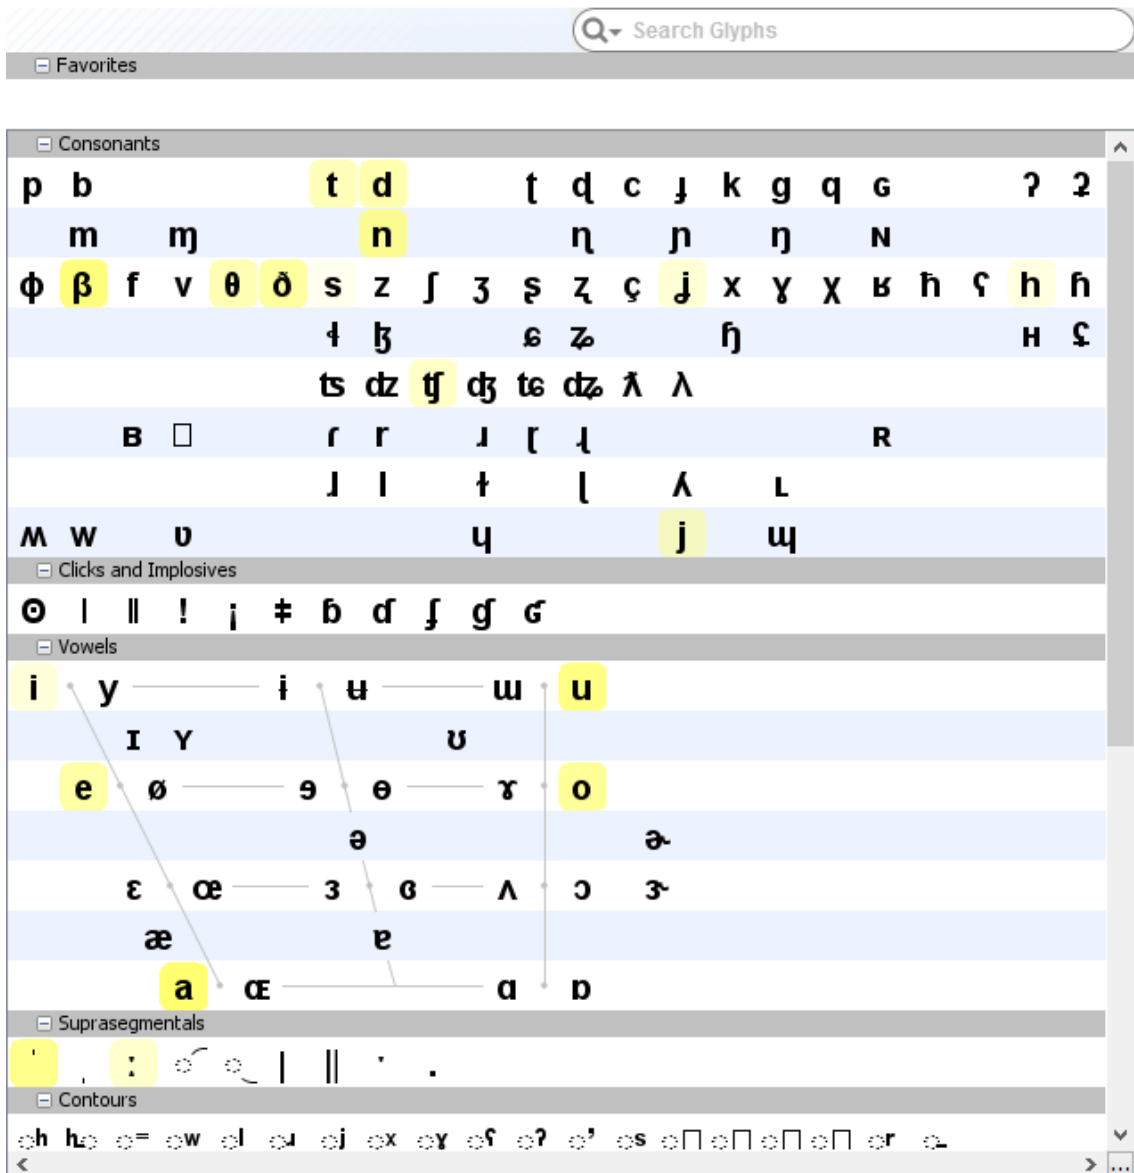 Search Glyphs
Favorites
Consonants
p b t d ʈ ɖ c ɟ k g q ɢ ʔ ʡ
m ɱ n ɳ ɲ ŋ ɴ
ɸ β f v θ ð s z ʃ ʒ ʂ ʐ ç ʝ x ɣ χ ʁ ħ ʕ h ɦ
ɬ ɮ ɕ ʑ ɧ ʜ ʢ
ʦ ʣ ʧ ʤ ʨ ʥ ƛ λ
ʙ ɾ r ɹ ɽ ɻ ʀ
ɺ l ɫ ɭ ʎ ʟ
ʍ w ʋ ɥ j ɰ
Clicks and Implosives
ʘ ǀ ǁ ! ¡ ǂ ɓ ɗ ʄ ɠ ʛ
Vowels
i y ɨ ʉ ɯ u
ɪ ʏ ʊ
e ø ɘ ɵ ɤ o
ə ɚ
ɛ œ ɜ ɞ ʌ ɔ ɝ
æ ɐ
a ɶ ɑ ɒ
Suprasegmentals
ˈ ˌ ː ◌͡ ◌͜ | ‖ ˑ .
Contours
◌h h◌ ◌= ◌w ◌l ◌ɹ ◌j ◌x ◌ɣ ◌ʕ ◌ʔ ◌ʼ ◌s ◌r